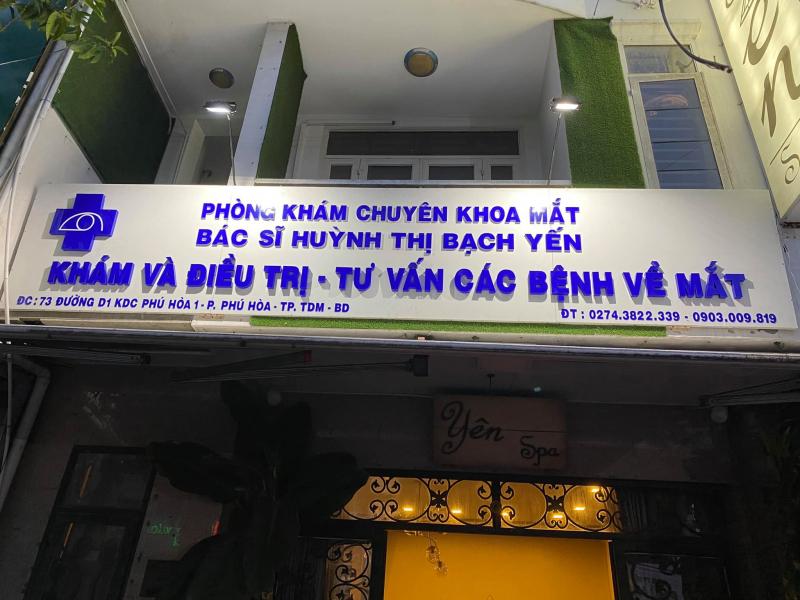 PHÒNG KHÁM CHUYÊN KHOA MẮT
BÁC SĨ HUỲNH THỊ BẠCH YẾN
KHÁM VÀ ĐIỀU TRỊ - TƯ VẤN CÁC BỆNH VỀ MẮT
ĐC : 73 ĐƯỜNG D1 KDC PHÚ HÒA 1 - P. PHÚ HÒA - TP. TDM - BD
ĐT : 0274.3822.339 - 0903.009.819
Yên Spa